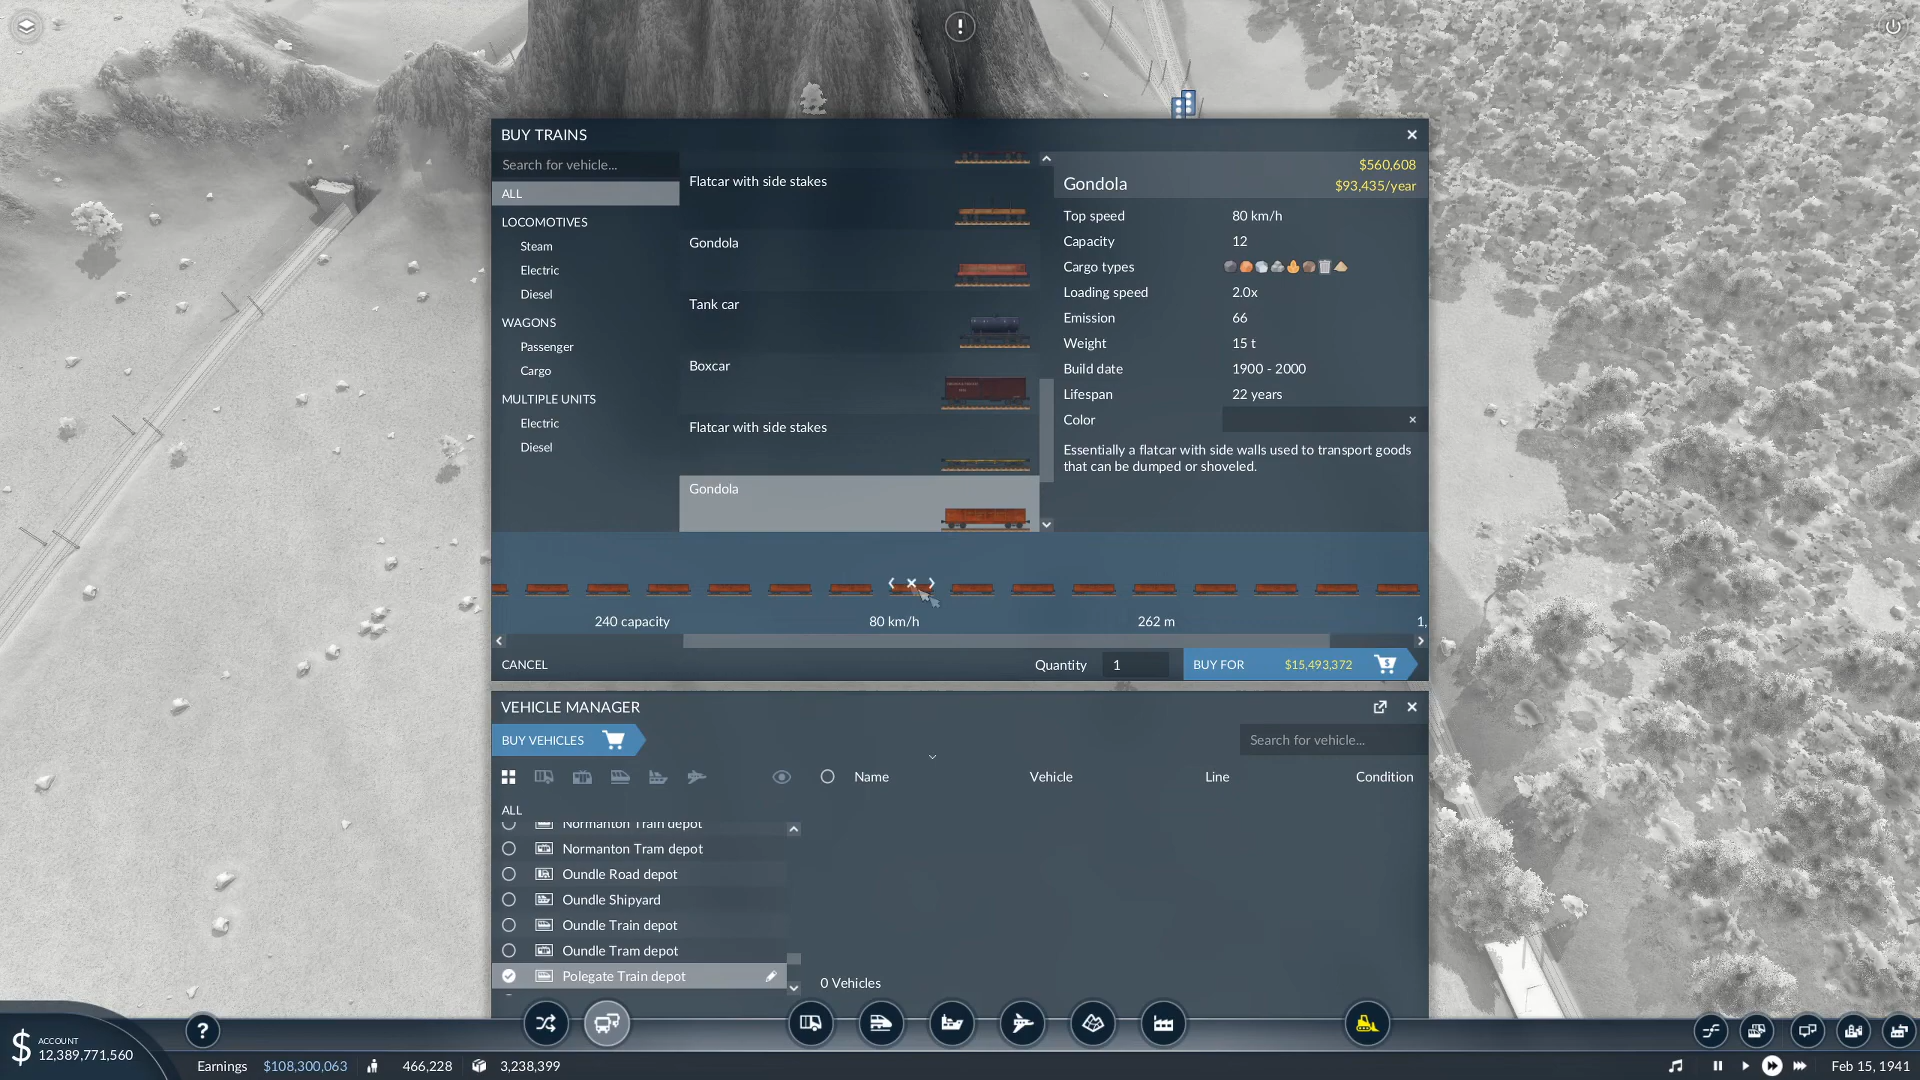 BUY TRAINS
Search for vehicle...
ALL
LOCOMOTIVES
Steam
Electric
Diesel
WAGONS
Passenger
Cargo
MULTIPLE UNITS
Electric
Diesel
Flatcar with side stakes
Gondola
Tank car
Boxcar
Flatcar with side stakes
Gondola
$560,608
Gondola
$93,435/year
Top speed 80 km/h
Capacity 12
Cargo types
Loading speed 2.0x
Emission 66
Weight 15 t
Build date 1900 - 2000
Lifespan 22 years
Color
Essentially a flatcar with side walls used to transport goods
that can be dumped or shoveled.
240 capacity 80 km/h 262 m 1,
CANCEL Quantity 1 BUY FOR $15,493,372
VEHICLE MANAGER
BUY VEHICLES
Search for vehicle...
Name Vehicle Line Condition
ALL
Normanton Train depot
Normanton Tram depot
Oundle Road depot
Oundle Shipyard
Oundle Train depot
Oundle Tram depot
Polegate Train depot
0 Vehicles
?
$ ACCOUNT
12,389,771,560
Earnings $108,300,063 466,228 3,238,399
Feb 15, 1941